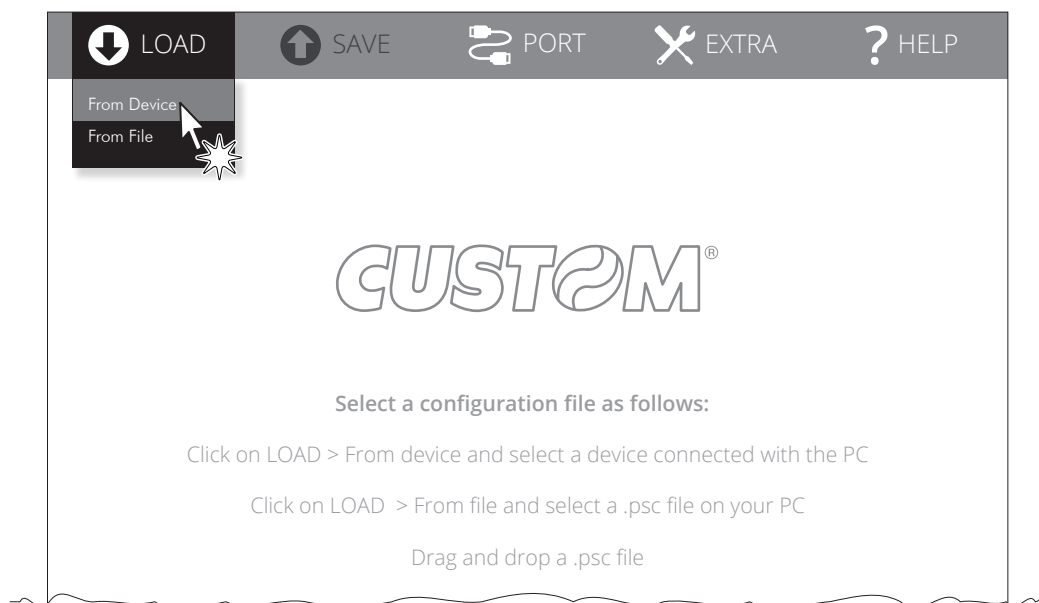 LOAD SAVE PORT EXTRA ? HELP
From Device
From File
CUSTOM®
Select a configuration file as follows:
Click on LOAD > From device and select a device connected with the PC
Click on LOAD > From file and select a .psc file on your PC
Drag and drop a .psc file